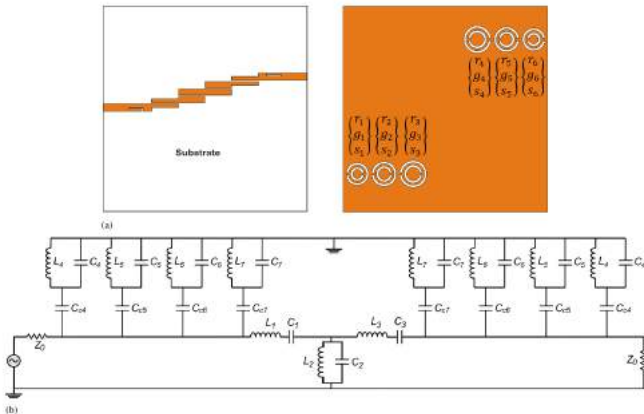 {r4 g4 s4} {r5 g5 s5} {r6 g6 s6}
{r1 g1 s1} {r2 g2 s2} {r3 g3 s3}
Substrate
(a)
L4 C4 L5 C5 L6 C6 L7 C7 L7 C7 L6 C6 L5 C5 L4 C4
Cc4 Cc5 Cc6 Cc7 Cc7 Cc6 Cc5 Cc4
Z0 L1 C1 L3 C3 Z0
L2 C2
(b)